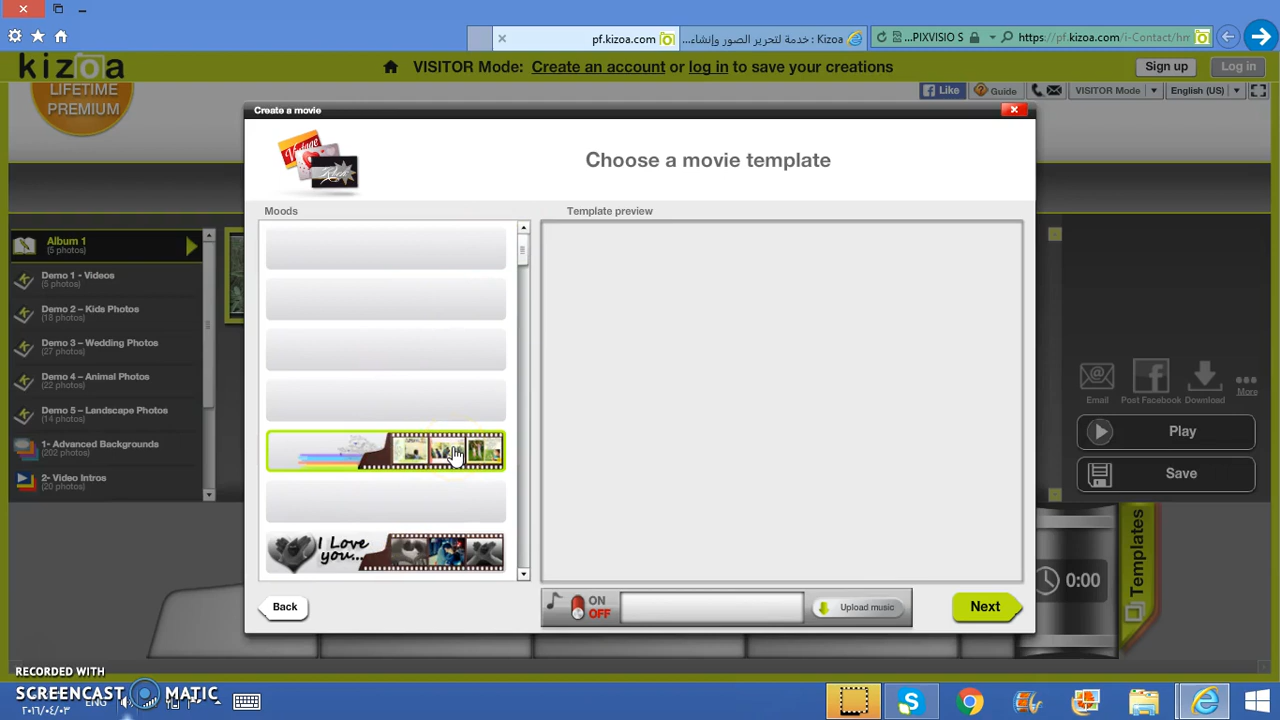 pf.kizoa.com
Kizoa : خدمة لتحرير الصور وإنشاء...
PIXVISIO S...
https://pf.kizoa.com/i-Contact/hm
kizoa
VISITOR Mode: Create an account or log in to save your creations
Sign up
Log in
LIFETIME
PREMIUM
Like
Guide
VISITOR Mode
English (US)
Create a movie
Vintage
Choose a movie template
Moods
Template preview
Album 1
(5 photos)
Demo 1 - Videos
(5 photos)
Demo 2 – Kids Photos
(18 photos)
Demo 3 – Wedding Photos
(27 photos)
Demo 4 – Animal Photos
(22 photos)
Demo 5 – Landscape Photos
(14 photos)
1- Advanced Backgrounds
(202 photos)
2- Video Intros
(20 photos)
I Love
you...
Email
Post Facebook
Download
More
Play
Save
Templates
0:00
Back
ON
OFF
Upload music
Next
RECORDED WITH
SCREENCAST MATIC
ENG
٢٠١٦/٠٤/٠٣